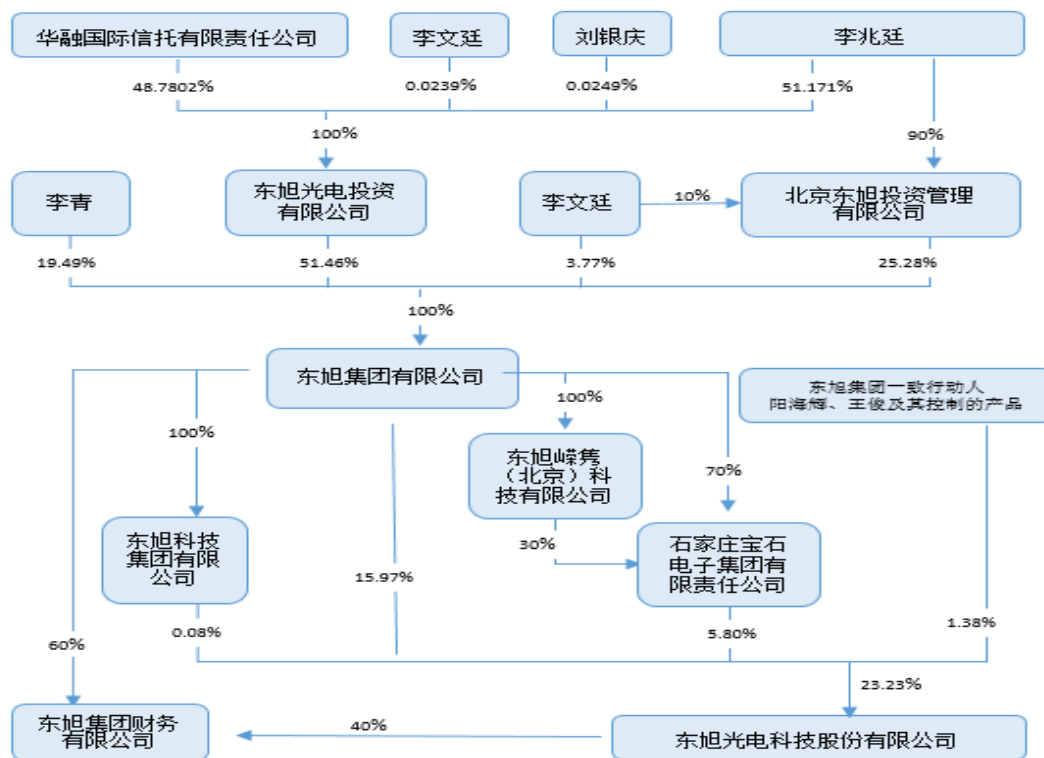 华融国际信托有限责任公司
李文廷
刘银庆
李兆廷
48.7802%
0.0239%
0.0249%
51.171%
100%
90%
李青
东旭光电投资
有限公司
李文廷
10%
北京东旭投资管理
有限公司
19.49%
51.46%
3.77%
25.28%
100%
东旭集团有限公司
东旭集团一致行动人
阳海辉、王俊及其控制的产品
100%
100%
东旭嵘隽
（北京）科
技有限公司
70%
东旭科技
集团有限
公司
15.97%
30%
石家庄宝石
电子集团有
限责任公司
0.08%
5.80%
1.38%
60%
23.23%
东旭集团财务
有限公司
40%
东旭光电科技股份有限公司